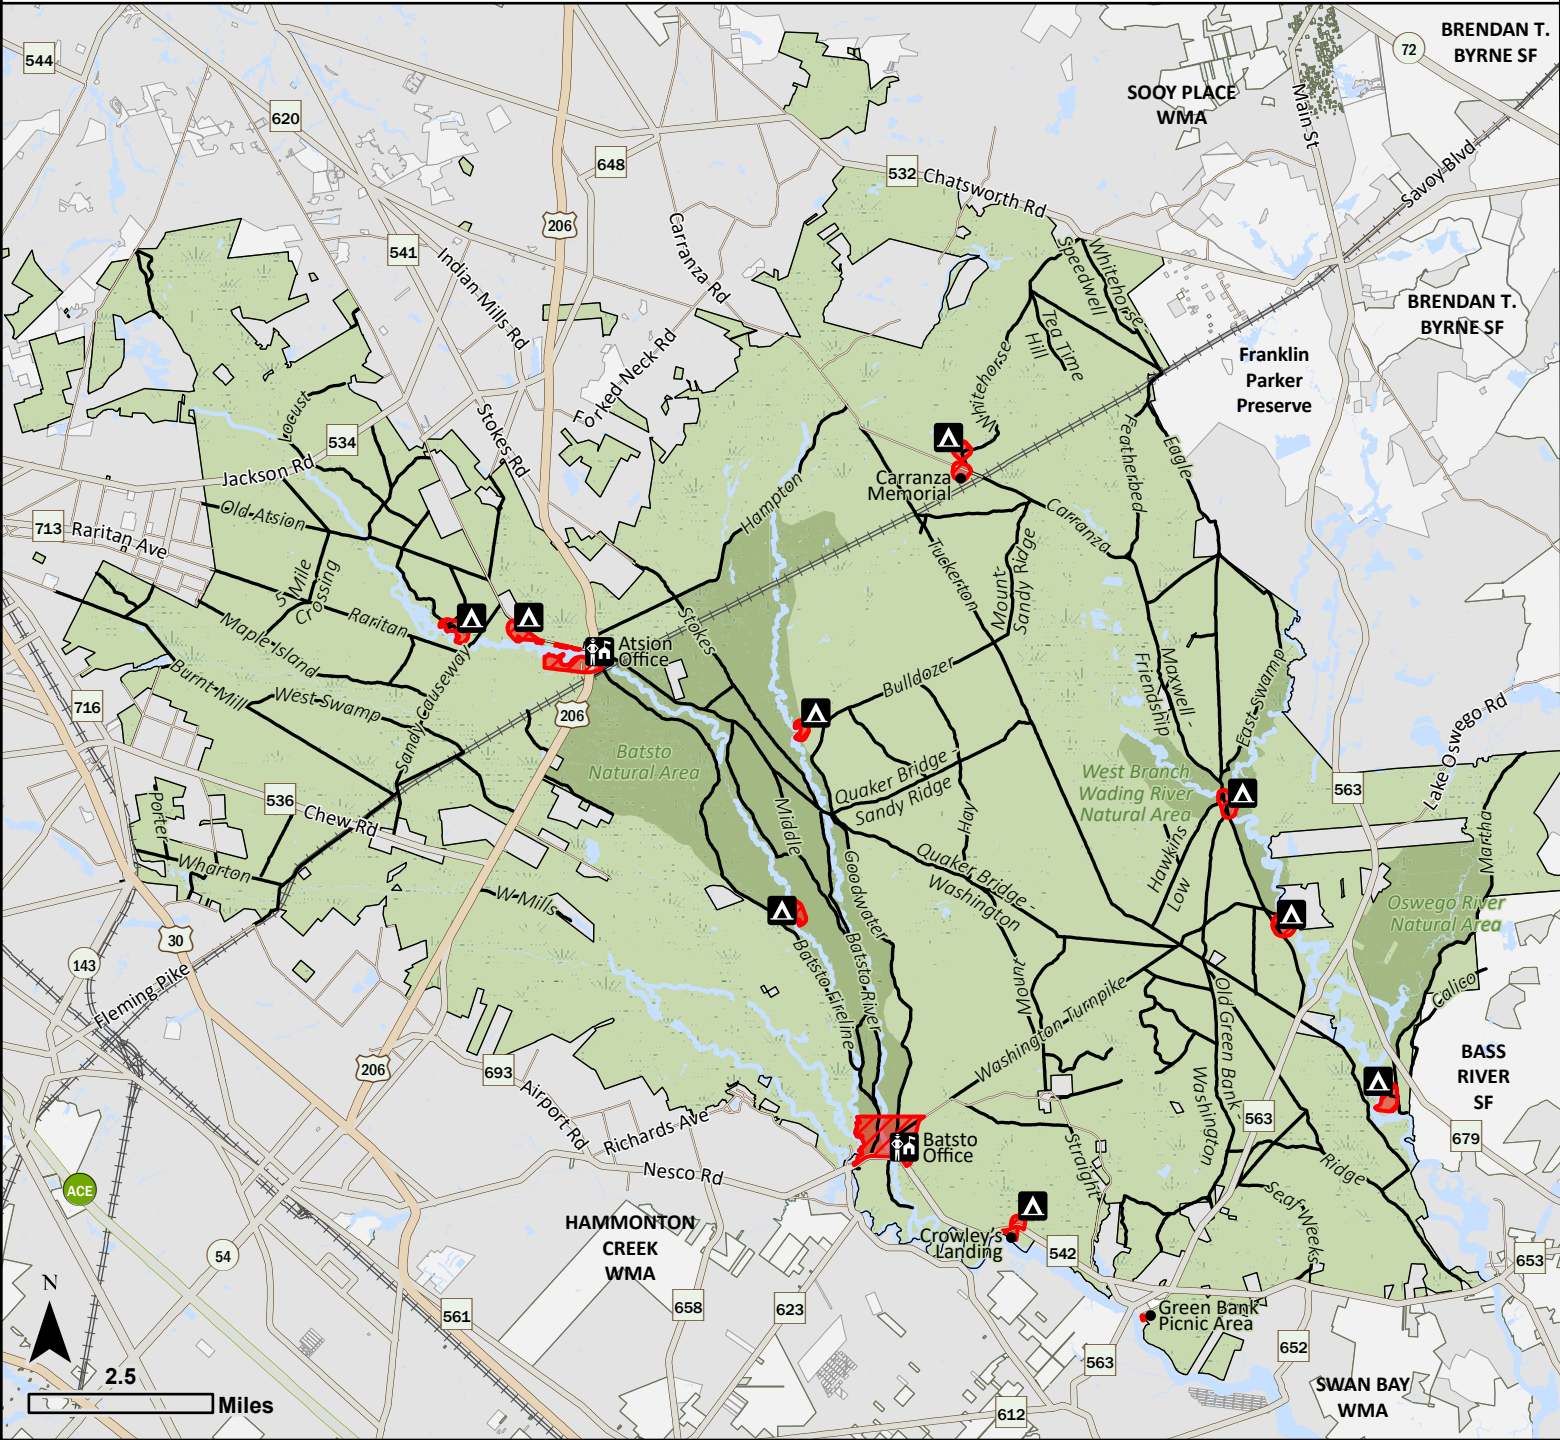 544
620
648
532
Chatsworth Rd
SOOY PLACE
WMA
Main St
72
BRENDAN T.
BYRNE SF
Savoy Blvd
206
541
Indian Mills Rd
Carranza Rd
Speedwell
Whitehorse -
BRENDAN T.
BYRNE SF
Franklin
Parker
Preserve
Forked Neck Rd
Tea Time
Hill
Whitehorse
Locust
534
Jackson Rd
Stokes Rd
Featherbed
Eagle
Carranza
Memorial
Hampton
Old Atsion
713
Raritan Ave
5 Mile
Crossing
Raritan
Maple Island
Burnt Mill
West Swamp
Sandy Causeway
Carranza
Tuckerton
Mount-
Sandy Ridge
Stokes
Atsion
Office
Bulldozer
Friendship
Maxwell -
East Swamp
716
206
Batsto
Natural Area
Quaker Bridge -
Sandy Ridge
West Branch
Wading River
Natural Area
563
Lake Oswego Rd
536
Chew Rd
Porter
Wharton
Middle
Hay
Martha
Goodwater
Quaker Bridge -
Washington
Hawkins
Low
W-Mills
Oswego River
Natural Area
30
143
Fleming Pike
Batsto Fireline
Batsto River
Mount
Washington Turnpike
Old Green Bank -
Washington
Calico
206
693
Airport Rd
Richards Ave
Nesco Rd
BASS
RIVER
SF
563
679
Batsto
Office
Straight
Ridge
Seaf Weeks
ACE
HAMMONTON
CREEK
WMA
Crowley's
Landing
542
54
653
N
561
658
623
Green Bank
Picnic Area
563
652
2.5
Miles
SWAN BAY
WMA
612